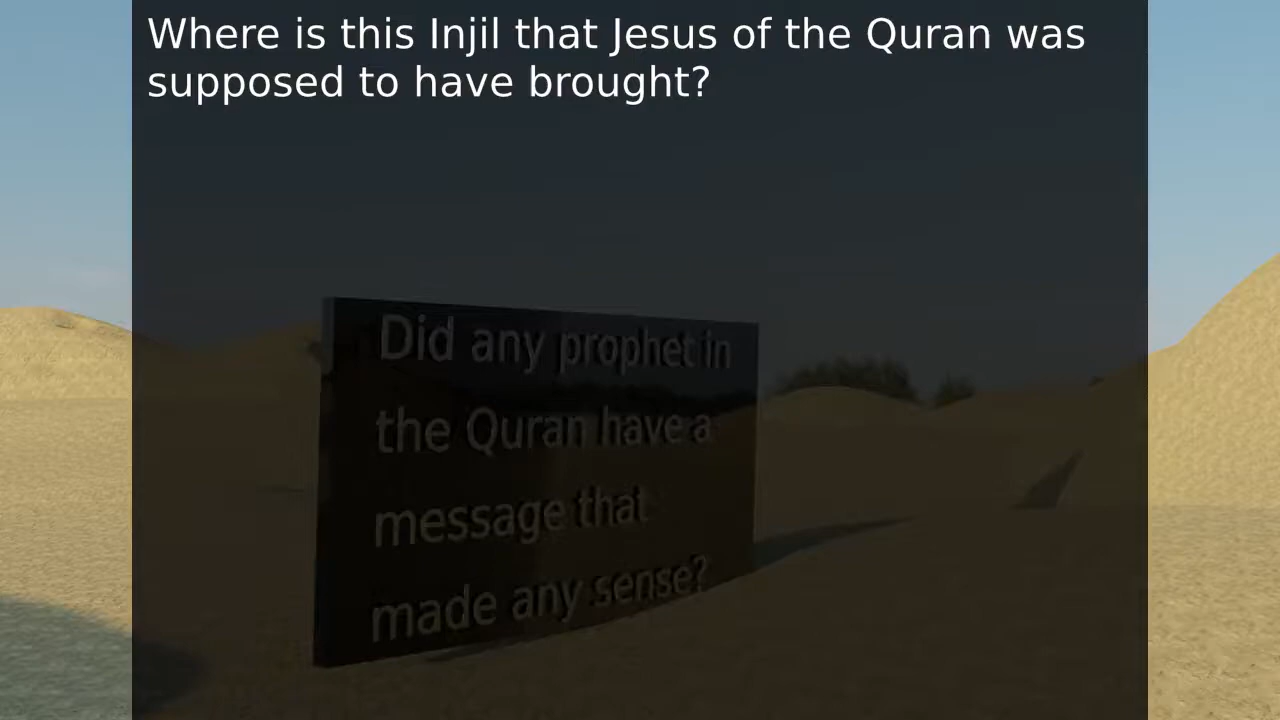 Where is this Injil that Jesus of the Quran was
supposed to have brought?
Did any prophet in
the Quran have a
message that
made any sense?